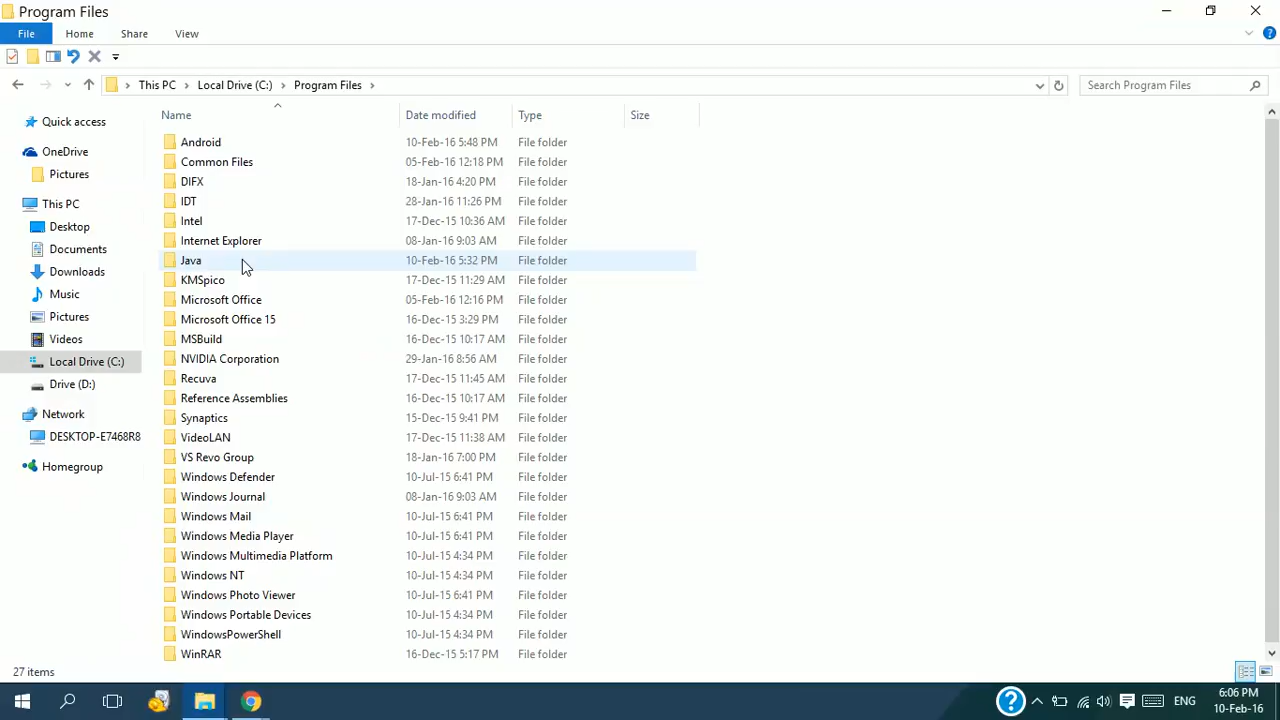 Program Files
File Home Share View
This PC Local Drive (C:) Program Files Search Program Files
Name Date modified Type Size
Quick access
OneDrive
Pictures
This PC
Desktop
Documents
Downloads
Music
Pictures
Videos
Local Drive (C:)
Drive (D:)
Network
DESKTOP-E7468R8
Homegroup
Android 10-Feb-16 5:48 PM File folder
Common Files 05-Feb-16 12:18 PM File folder
DIFX 18-Jan-16 4:20 PM File folder
IDT 28-Jan-16 11:26 PM File folder
Intel 17-Dec-15 10:36 AM File folder
Internet Explorer 08-Jan-16 9:03 AM File folder
Java 10-Feb-16 5:32 PM File folder
KMSpico 17-Dec-15 11:29 AM File folder
Microsoft Office 05-Feb-16 12:16 PM File folder
Microsoft Office 15 16-Dec-15 3:29 PM File folder
MSBuild 16-Dec-15 10:17 AM File folder
NVIDIA Corporation 29-Jan-16 8:56 AM File folder
Recuva 17-Dec-15 11:45 AM File folder
Reference Assemblies 16-Dec-15 10:17 AM File folder
Synaptics 15-Dec-15 9:41 PM File folder
VideoLAN 17-Dec-15 11:38 AM File folder
VS Revo Group 18-Jan-16 7:00 PM File folder
Windows Defender 10-Jul-15 6:41 PM File folder
Windows Journal 08-Jan-16 9:03 AM File folder
Windows Mail 10-Jul-15 6:41 PM File folder
Windows Media Player 10-Jul-15 6:41 PM File folder
Windows Multimedia Platform 10-Jul-15 4:34 PM File folder
Windows NT 10-Jul-15 4:34 PM File folder
Windows Photo Viewer 10-Jul-15 6:41 PM File folder
Windows Portable Devices 10-Jul-15 4:34 PM File folder
WindowsPowerShell 10-Jul-15 4:34 PM File folder
WinRAR 16-Dec-15 5:17 PM File folder
27 items
ENG
6:06 PM
10-Feb-16